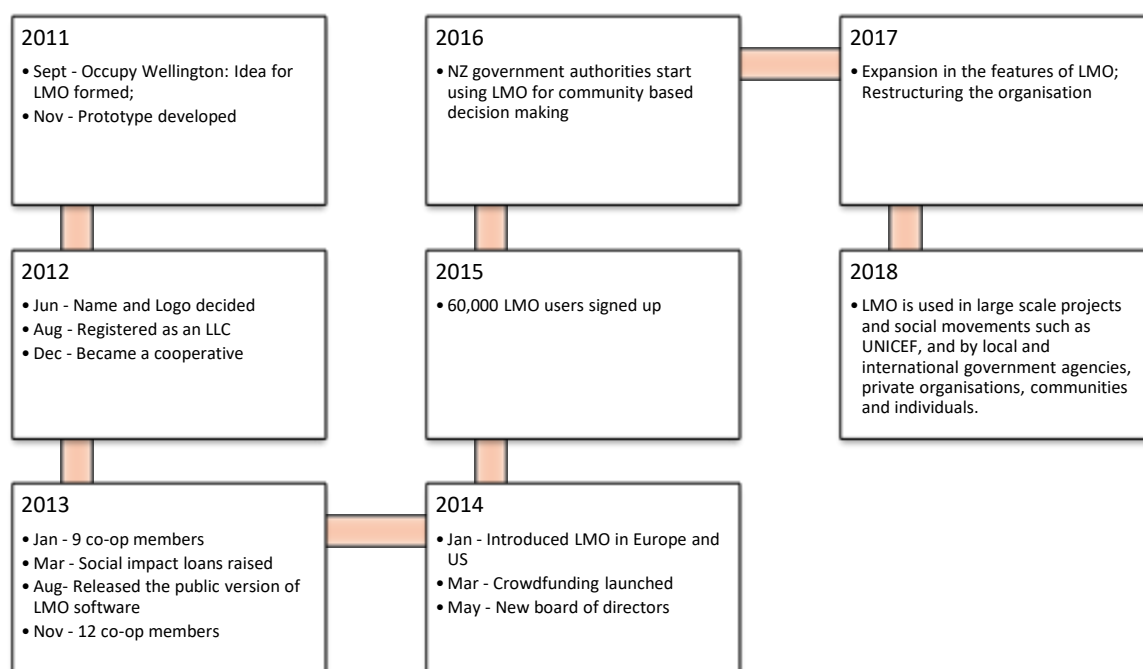 2011
• Sept - Occupy Wellington: Idea for
LMO formed;
• Nov - Prototype developed
2012
• Jun - Name and Logo decided
• Aug - Registered as an LLC
• Dec - Became a cooperative
2013
• Jan - 9 co-op members
• Mar - Social impact loans raised
• Aug- Released the public version of
LMO software
• Nov - 12 co-op members
2014
• Jan - Introduced LMO in Europe and
US
• Mar - Crowdfunding launched
• May - New board of directors
2015
• 60,000 LMO users signed up
2016
• NZ government authorities start
using LMO for community based
decision making
2017
• Expansion in the features of LMO;
Restructuring the organisation
2018
• LMO is used in large scale projects
and social movements such as
UNICEF, and by local and
international government agencies,
private organisations, communities
and individuals.